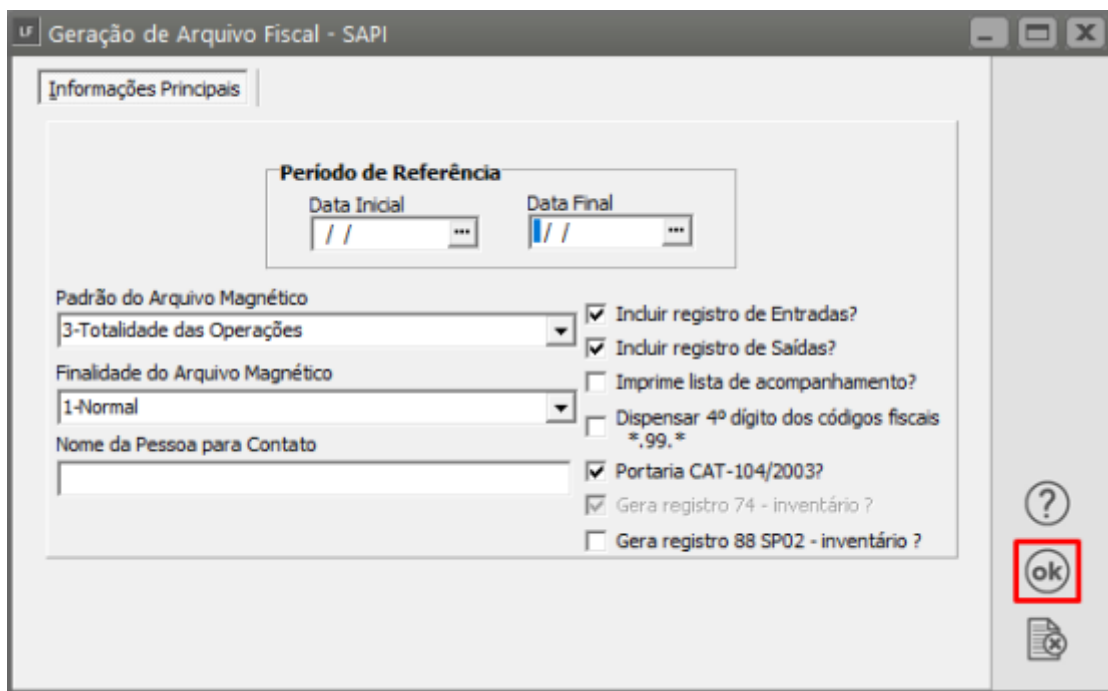 LF Geração de Arquivo Fiscal - SAPI
Informações Principais
Período de Referência
Data Inicial
Data Final
/ /
...
/ /
...
Padrão do Arquivo Magnético
3-Totalidade das Operações
Finalidade do Arquivo Magnético
1-Normal
Nome da Pessoa para Contato
Incluir registro de Entradas?
Incluir registro de Saídas?
Imprime lista de acompanhamento?
Dispensar 4º dígito dos códigos fiscais
*.99.*
Portaria CAT-104/2003?
Gera registro 74 - inventário ?
Gera registro 88 SP02 - inventário ?
?
ok